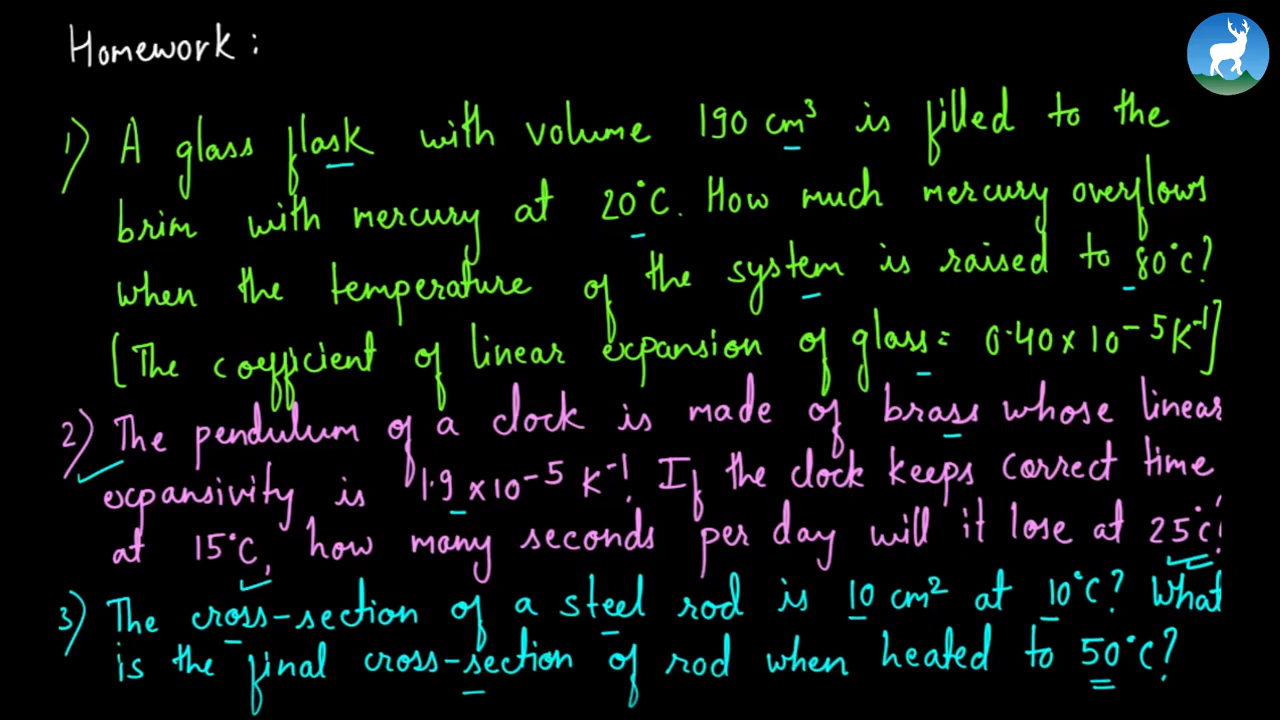 Homework :
1) A glass flask with volume 190 cm³ is filled to the
brim with mercury at 20°C. How much mercury overflows
when the temperature of the system is raised to 80°C?
[The coefficient of linear expansion of glass = 0.40 × 10⁻⁵ K⁻¹]
2) The pendulum of a clock is made of brass whose linear
expansivity is 1.9 × 10⁻⁵ K⁻¹. If the clock keeps correct time
at 15°C, how many seconds per day will it lose at 25°C?
3) The cross-section of a steel rod is 10 cm² at 10°C? What
is the final cross-section of rod when heated to 50°C?